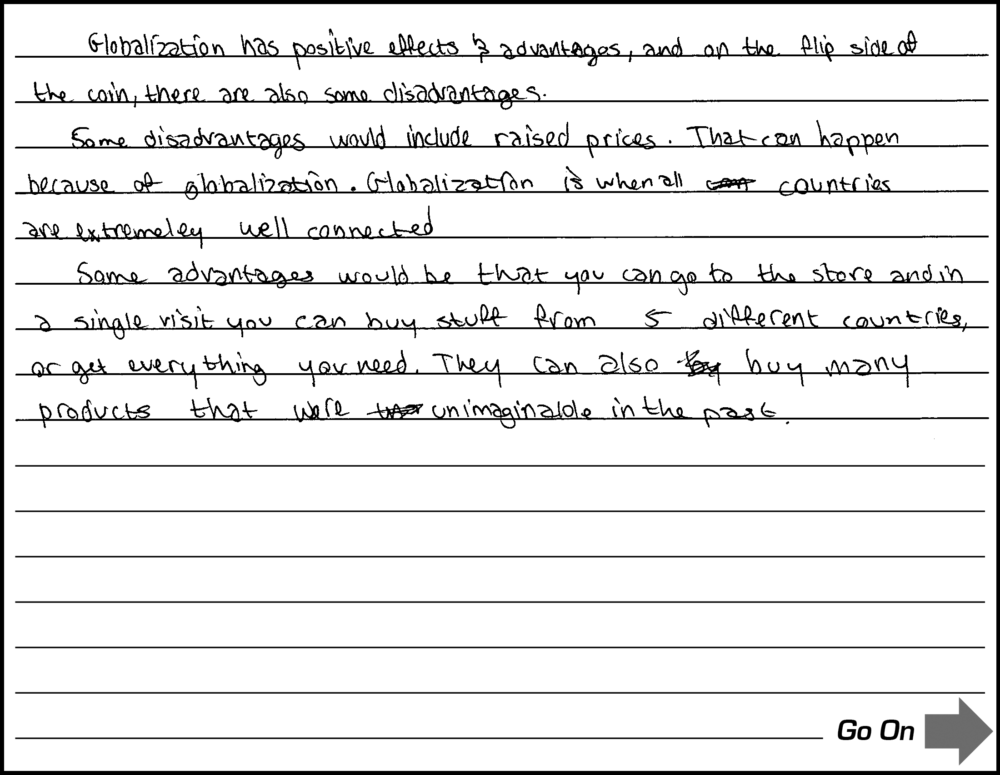 Globalization has positive effects & advantages, and on the flip side of
the coin, there are also some disadvantages.
Some disadvantages would include raised prices. That can happen
because of globalization. Globalization is when all countries
are extremeley well connected
Some advantages would be that you can go to the store and in
a single visit you can buy stuff from 5 different countries,
or get everything you need. They can also buy many
products that were unimaginable in the past.
Go On